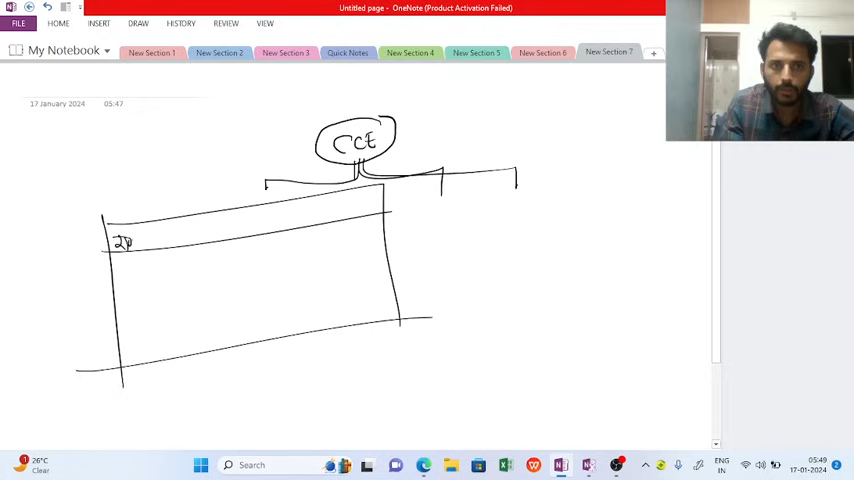 Untitled page - OneNote (Product Activation Failed)
FILE HOME INSERT DRAW HISTORY REVIEW VIEW
My Notebook New Section 1 New Section 2 New Section 3 Quick Notes New Section 4 New Section 5 New Section 6 New Section 7
17 January 2024 05:47
CCE
1
26°C
Clear
Search
ENG
IN
05:49
17-01-2024
2